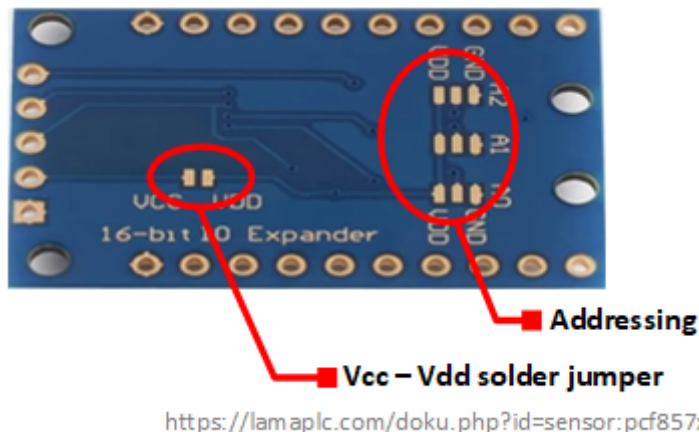 VDD GND
A2
A1
A0
VDD GND
VCC VDD
16-bit IO Expander
Addressing
Vcc – Vdd solder jumper
https://lamaplc.com/doku.php?id=sensor:pcf857